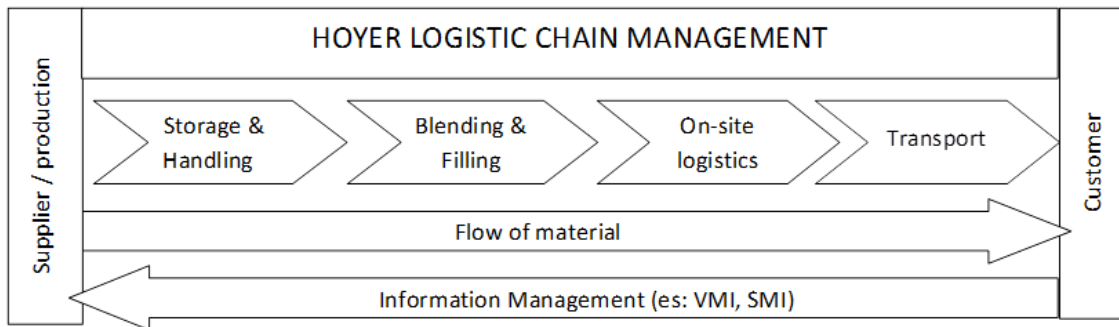 HOYER LOGISTIC CHAIN MANAGEMENT
Supplier / production
Storage &
Handling
Blending &
Filling
On-site
logistics
Transport
Customer
Flow of material
Information Management (es: VMI, SMI)